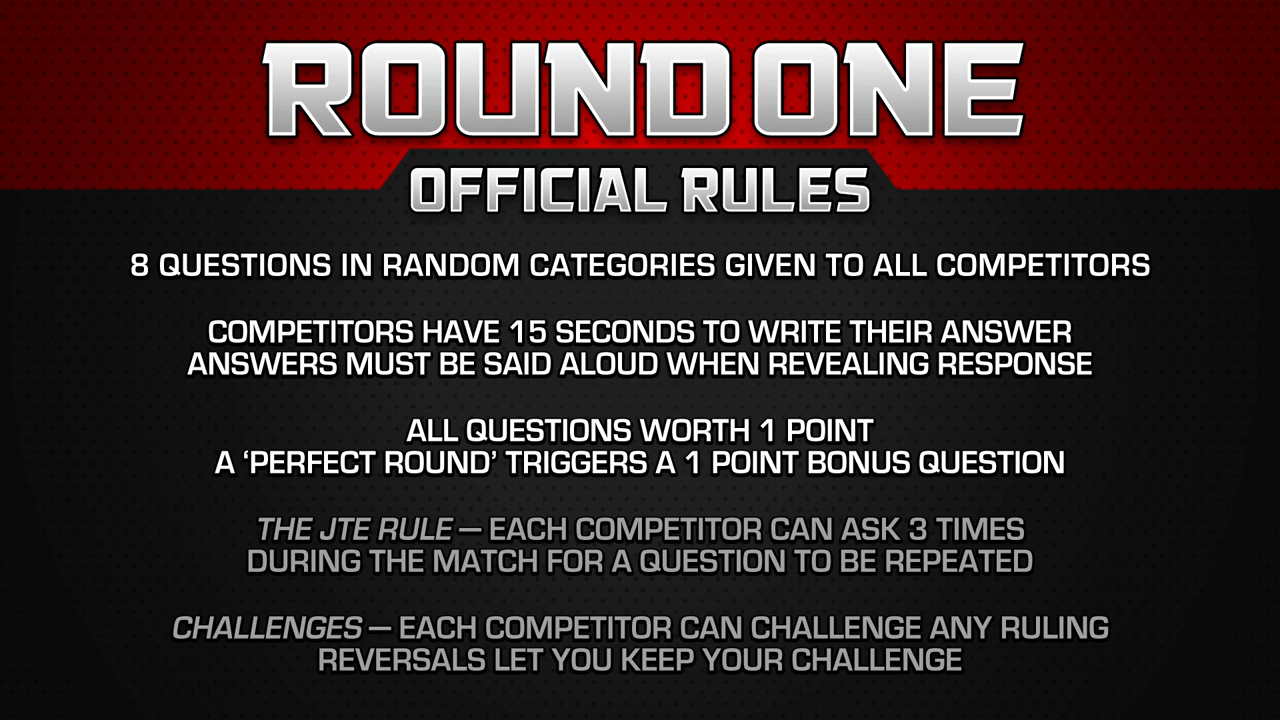 ROUND ONE
OFFICIAL RULES
8 QUESTIONS IN RANDOM CATEGORIES GIVEN TO ALL COMPETITORS
COMPETITORS HAVE 15 SECONDS TO WRITE THEIR ANSWER
ANSWERS MUST BE SAID ALOUD WHEN REVEALING RESPONSE
ALL QUESTIONS WORTH 1 POINT
A ‘PERFECT ROUND’ TRIGGERS A 1 POINT BONUS QUESTION
THE JTE RULE – EACH COMPETITOR CAN ASK 3 TIMES
DURING THE MATCH FOR A QUESTION TO BE REPEATED
CHALLENGES – EACH COMPETITOR CAN CHALLENGE ANY RULING
REVERSALS LET YOU KEEP YOUR CHALLENGE